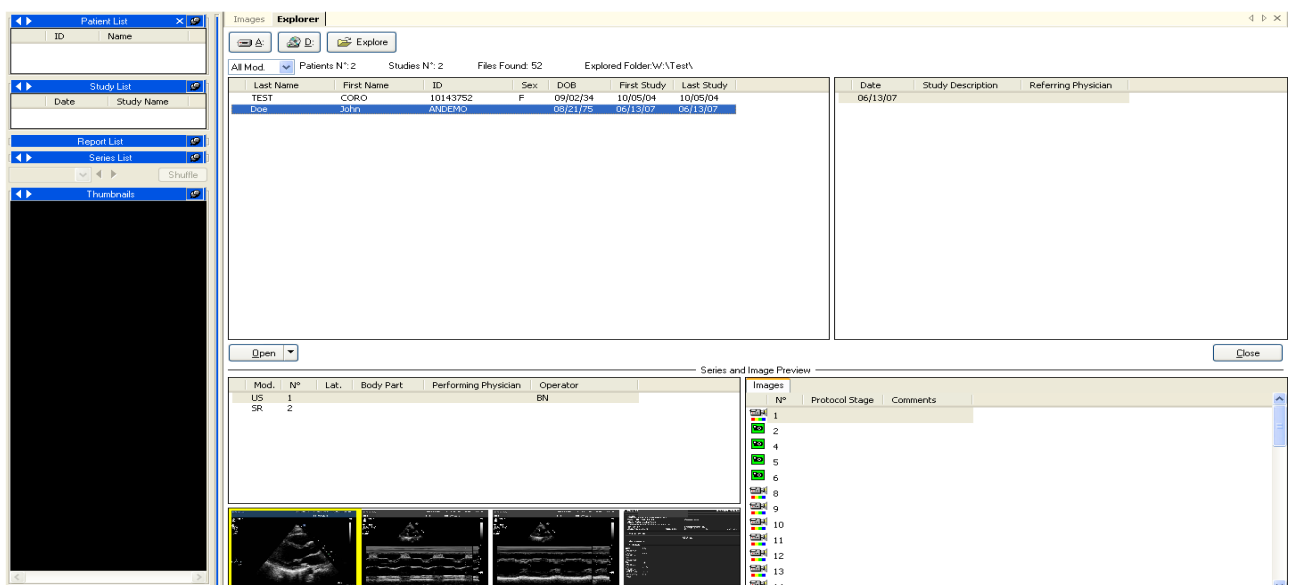 Patient List
ID Name
Study List
Date Study Name
Report List
Series List
Shuffle
Thumbnails
Images Explorer
A: D: Explore
All Mod. Patients N°: 2 Studies N°: 2 Files Found: 52 Explored Folder:W:\Test\
Last Name First Name ID Sex DOB First Study Last Study
TEST CORO 10143752 F 09/02/34 10/05/04 10/05/04
Doe John ANDEMO 08/21/75 06/13/07 06/13/07
Date Study Description Referring Physician
06/13/07
Open Close
Series and Image Preview
Mod. N° Lat. Body Part Performing Physician Operator
US 1 BN
SR 2
Images
N° Protocol Stage Comments
1
2
4
5
6
8
9
10
11
12
13